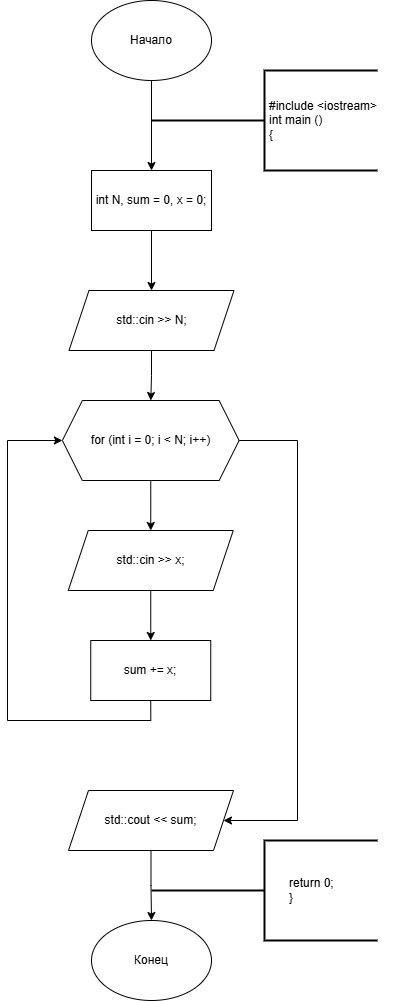 Начало
#include <iostream>
int main ()
{
int N, sum = 0, x = 0;
std::cin >> N;
for (int i = 0; i < N; i++)
std::cin >> x;
sum += x;
std::cout << sum;
return 0;
}
Конец